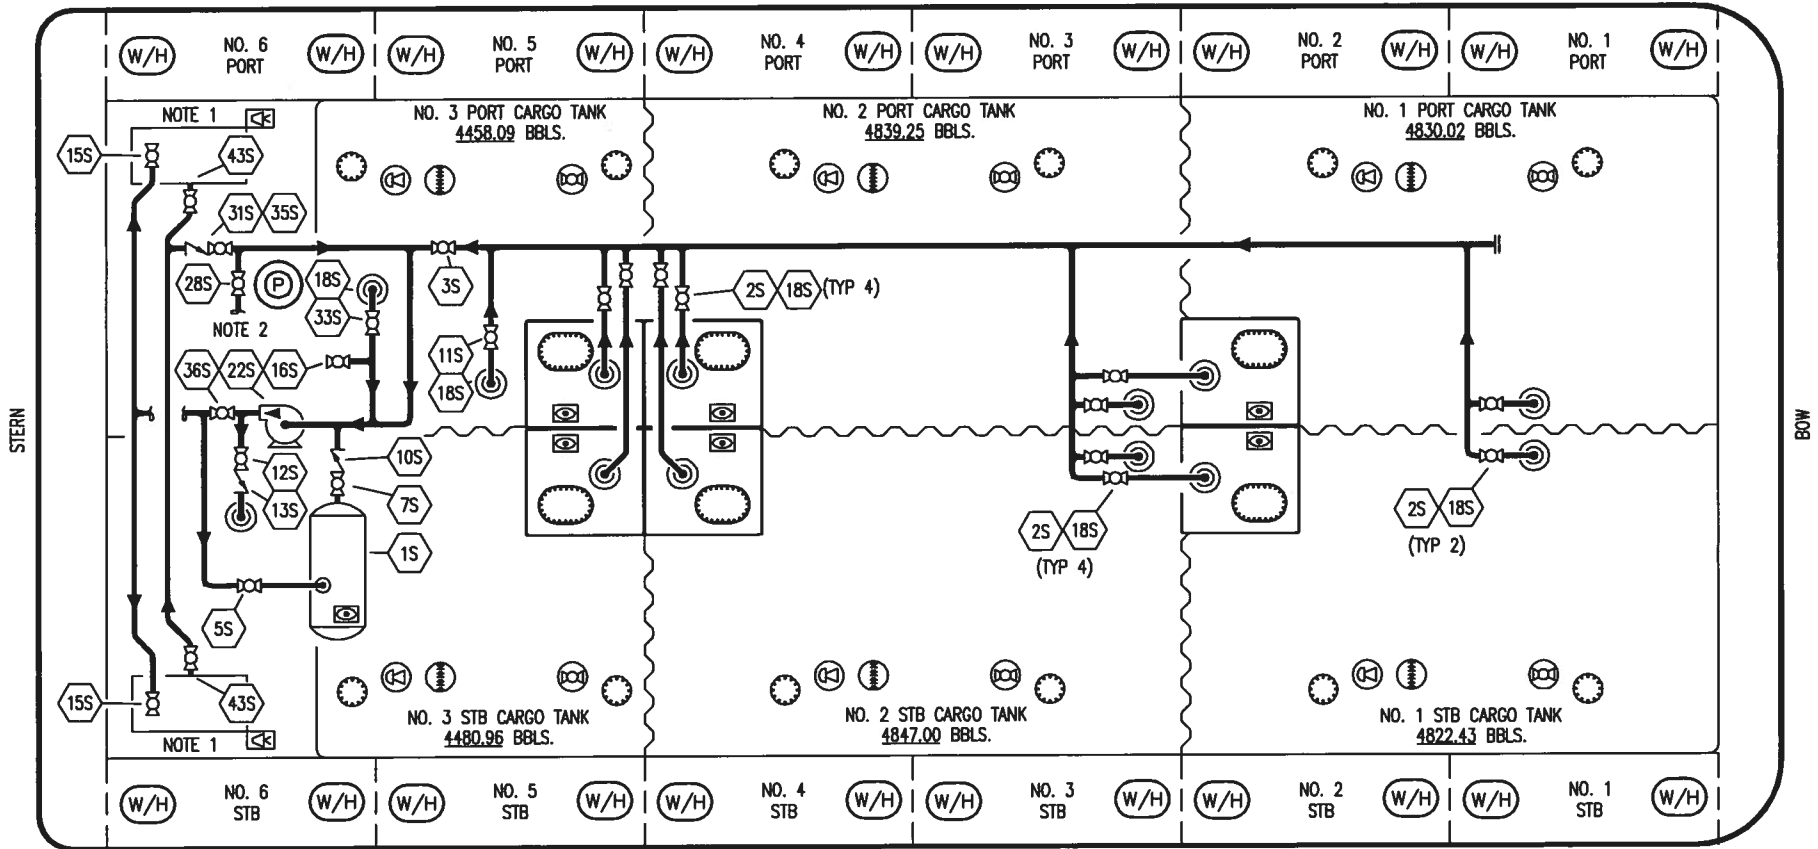 W/H NO. 6 W/H W/H NO. 5 W/H W/H NO. 4 W/H W/H NO. 3 W/H W/H NO. 2 W/H W/H NO. 1 W/H
PORT PORT PORT PORT PORT PORT
NOTE 1
NO. 3 PORT CARGO TANK
4458.09 BBLS.
NO. 2 PORT CARGO TANK
4839.25 BBLS.
NO. 1 PORT CARGO TANK
4830.02 BBLS.
15S
43S
31S 35S
28S
P
18S
33S
3S
2S 18S (TYP 4)
NOTE 2
36S 22S 16S
11S
18S
STERN
BOW
12S
13S
10S
7S
1S
5S
2S 18S
(TYP 4)
2S 18S
(TYP 2)
15S
43S
NOTE 1
NO. 3 STB CARGO TANK
4480.96 BBLS.
NO. 2 STB CARGO TANK
4847.00 BBLS.
NO. 1 STB CARGO TANK
4822.43 BBLS.
W/H NO. 6 W/H W/H NO. 5 W/H W/H NO. 4 W/H W/H NO. 3 W/H W/H NO. 2 W/H W/H NO. 1 W/H
STB STB STB STB STB STB